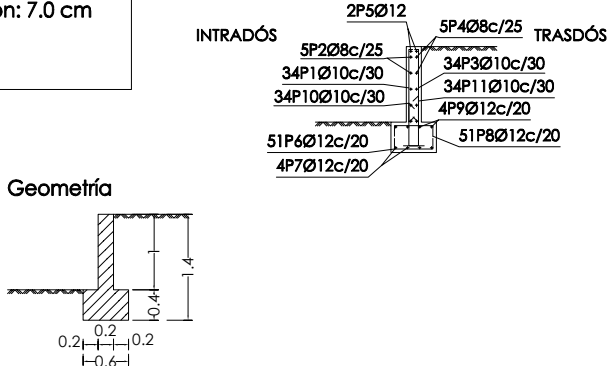 ón: 7.0 cm
INTRADÓS
TRASDÓS
2P5Ø12
5P4Ø8c/25
5P2Ø8c/25
34P3Ø10c/30
34P1Ø10c/30
34P11Ø10c/30
34P10Ø10c/30
4P9Ø12c/20
51P6Ø12c/20
51P8Ø12c/20
4P7Ø12c/20
Geometría
1
1.4
0.4
0.2
0.2
0.2
0.6